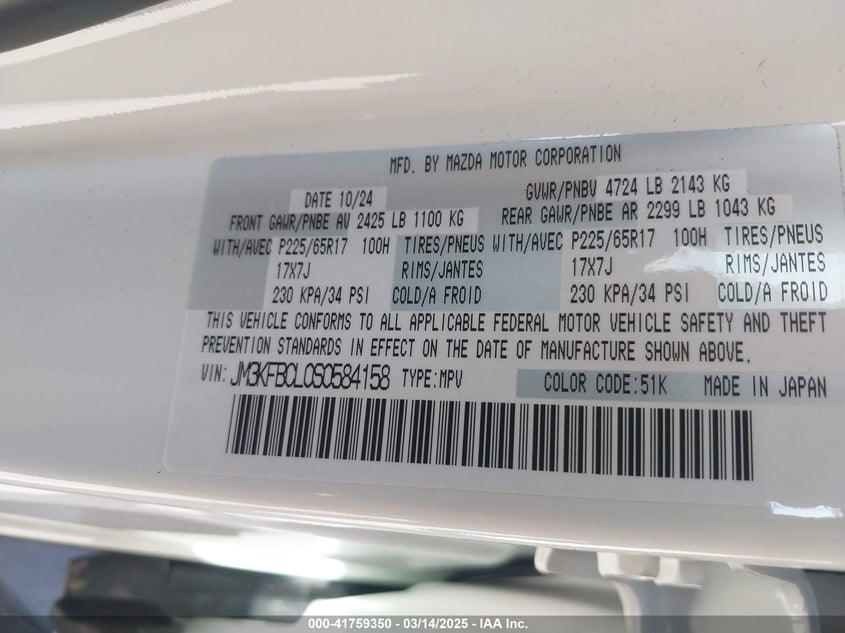 MFD. BY MAZDA MOTOR CORPORATION
DATE 10/24 GVWR/PNBV 4724 LB 2143 KG
FRONT GAWR/PNBE AV 2425 LB 1100 KG REAR GAWR/PNBE AR 2299 LB 1043 KG
WITH/AVEC P225/65R17 100H TIRES/PNEUS WITH/AVEC P225/65R17 100H TIRES/PNEUS
17X7J RIMS/JANTES 17X7J RIMS/JANTES
230 KPA/34 PSI COLD/A FROID 230 KPA/34 PSI COLD/A FROID
THIS VEHICLE CONFORMS TO ALL APPLICABLE FEDERAL MOTOR VEHICLE SAFETY AND THEFT
PREVENTION STANDARDS IN EFFECT ON THE DATE OF MANUFACTURE SHOWN ABOVE.
VIN: JM3KFBCL0S0584158 TYPE:MPV COLOR CODE:51K MADE IN JAPAN
000-41759350 - 03/14/2025 - IAA Inc.